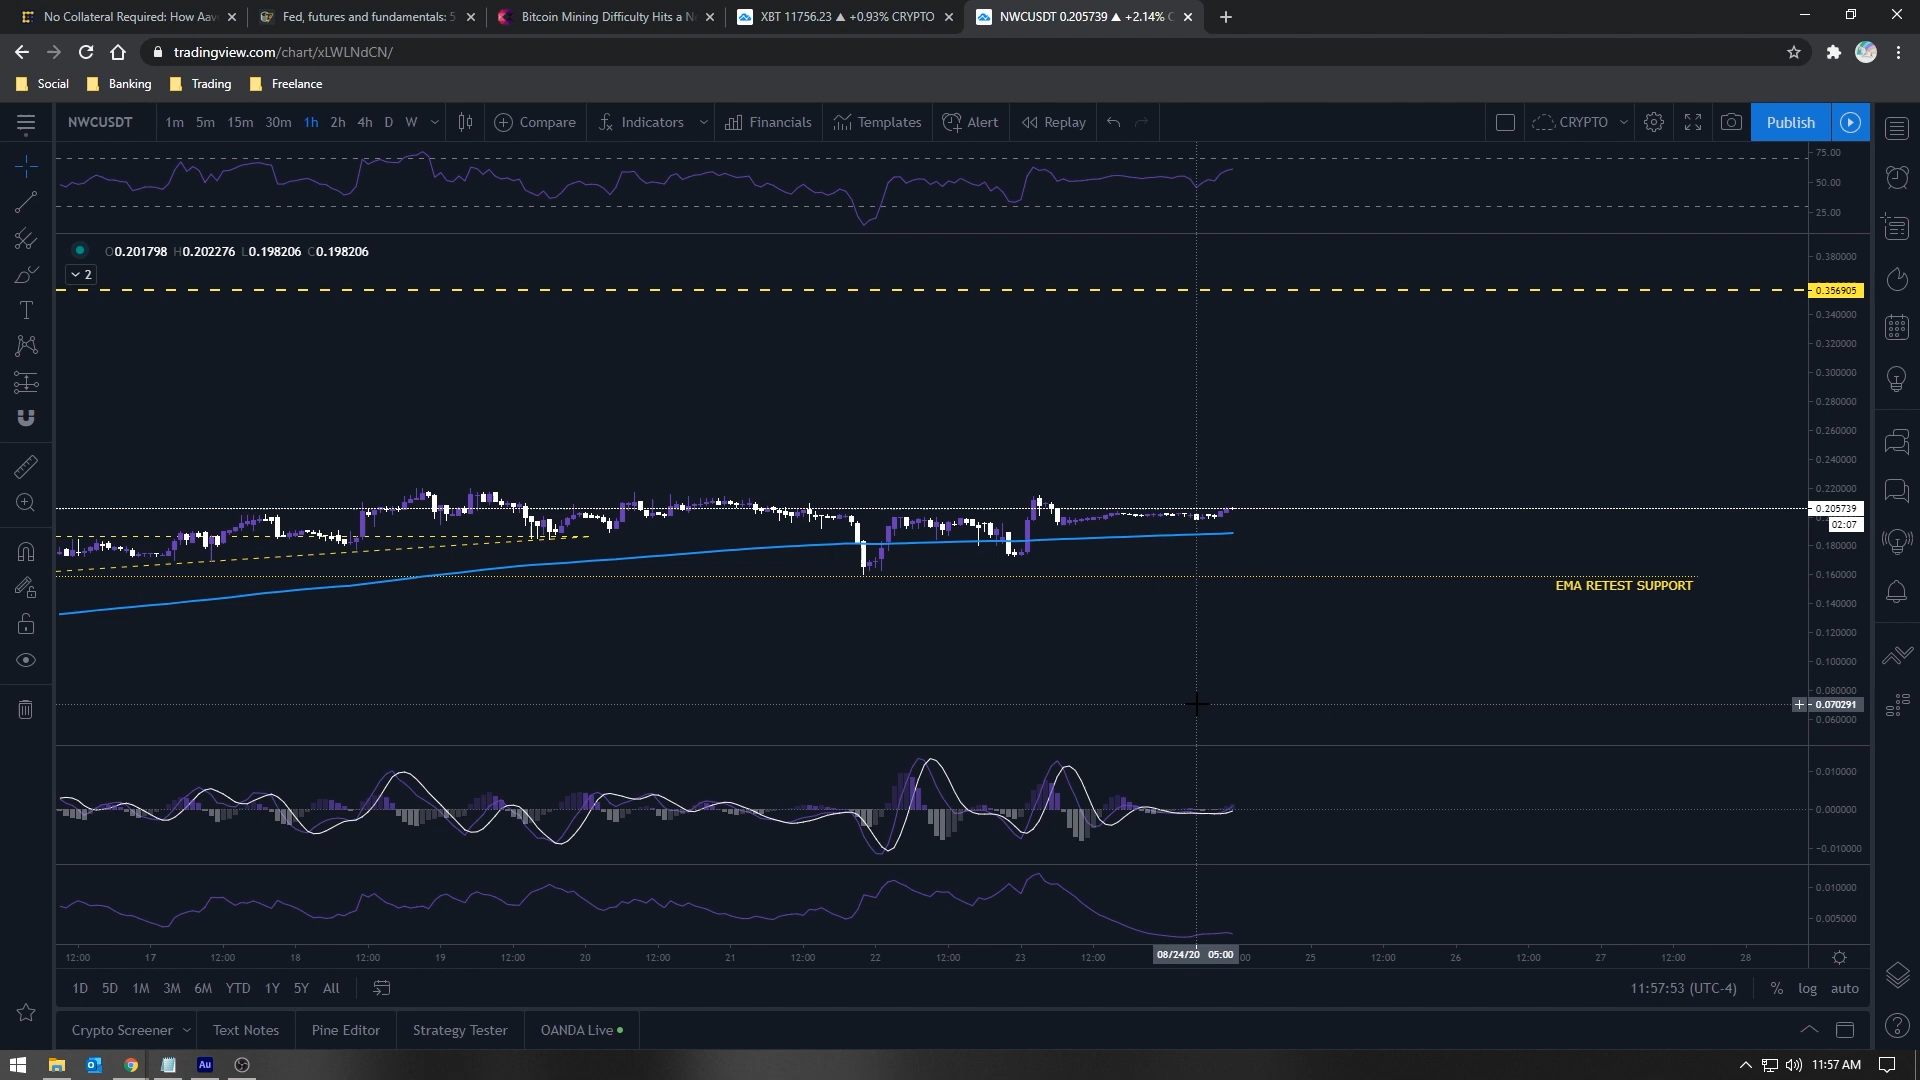 No Collateral Required: How Aav
Fed, futures and fundamentals: 5
Bitcoin Mining Difficulty Hits a N
XBT 11756.23 ▲ +0.93% CRYPTO
NWCUSDT 0.205739 ▲ +2.14% C
tradingview.com/chart/xLWLNdCN/
Social Banking Trading Freelance
NWCUSDT 1m 5m 15m 30m 1h 2h 4h D W Compare Indicators Financials Templates Alert Replay CRYPTO Publish
75.00
50.00
25.00
O0.201798 H0.202276 L0.198206 C0.198206
2
0.380000
0.356905
0.340000
0.320000
0.300000
0.280000
0.260000
0.240000
0.220000
0.205739
02:07
0.180000
0.160000
EMA RETEST SUPPORT
0.140000
0.120000
0.100000
0.080000
0.070291
0.060000
0.010000
0.000000
-0.010000
0.010000
0.005000
12:00 17 12:00 18 12:00 19 12:00 20 12:00 21 12:00 22 12:00 23 12:00 08/24/20 05:00 :00 25 12:00 26 12:00 27 12:00 28
1D 5D 1M 3M 6M YTD 1Y 5Y All 11:57:53 (UTC-4) % log auto
Crypto Screener Text Notes Pine Editor Strategy Tester OANDA Live
Au 11:57 AM